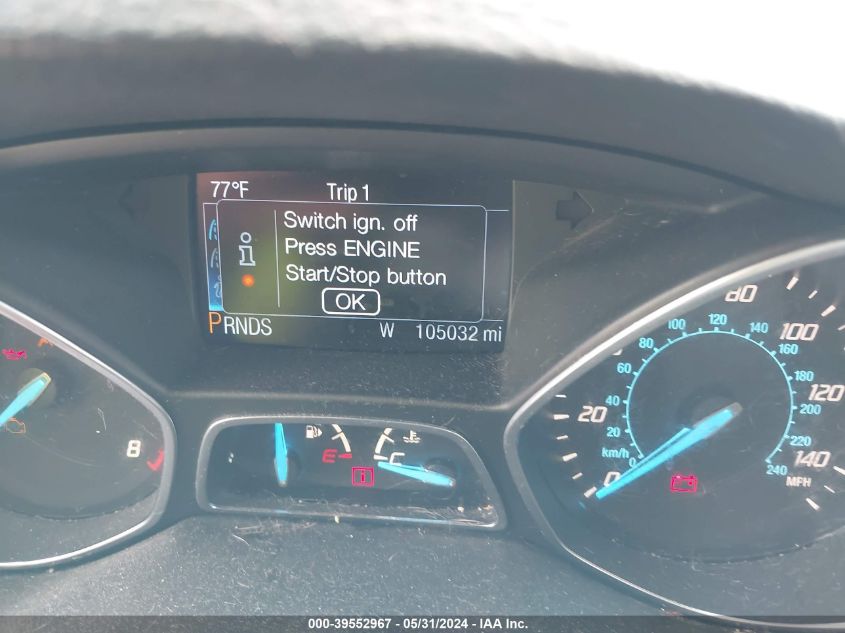 77°F Trip 1
Switch ign. off
Press ENGINE
Start/Stop button
OK
PRNDS W 105032 mi
8
E
C
0 20 80 100 120 140
MPH
km/h
0 20 40 60 80 100 120 140 160 180 200 220 240
000-39552967 - 05/31/2024 - IAA Inc.